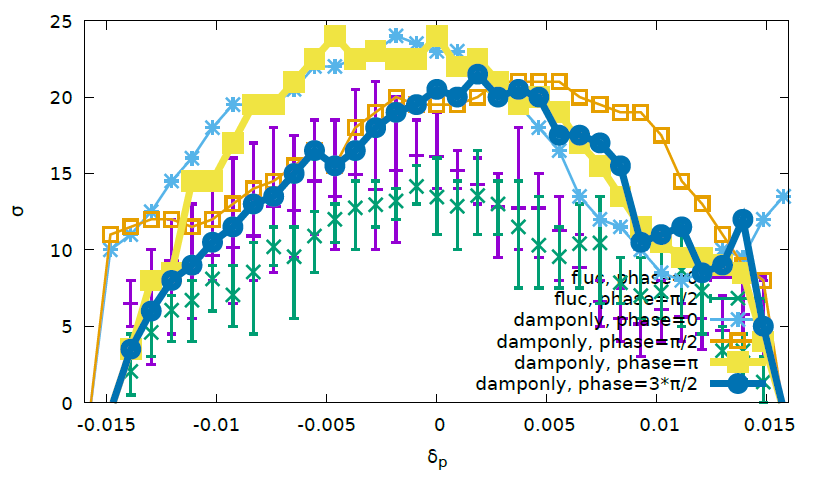 25
20
15
10
5
0
σ
fluc, phase=0
fluc, phase=π/2
damponly, phase=0
damponly, phase=π/2
damponly, phase=π
damponly, phase=3*π/2
-0.015 -0.01 -0.005 0 0.005 0.01 0.015
δp